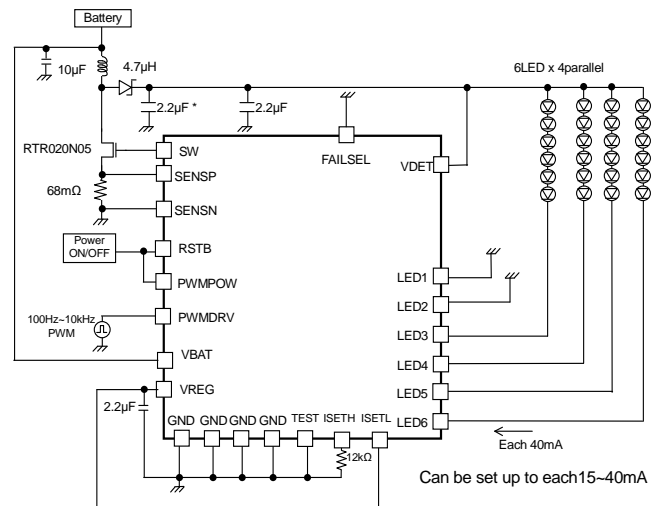 Battery
10µF
4.7µH
6LED x 4parallel
2.2µF *
2.2µF
RTR020N05
SW
FAILSEL
VDET
SENSP
68mΩ
SENSN
Power
ON/OFF
RSTB
PWMPOW
LED1
LED2
100Hz~10kHz
PWM
PWMDRV
LED3
VBAT
LED4
VREG
LED5
2.2µF
GND GND GND GND TEST ISETH ISETL
LED6
Each 40mA
12kΩ
Can be set up to each15~40mA